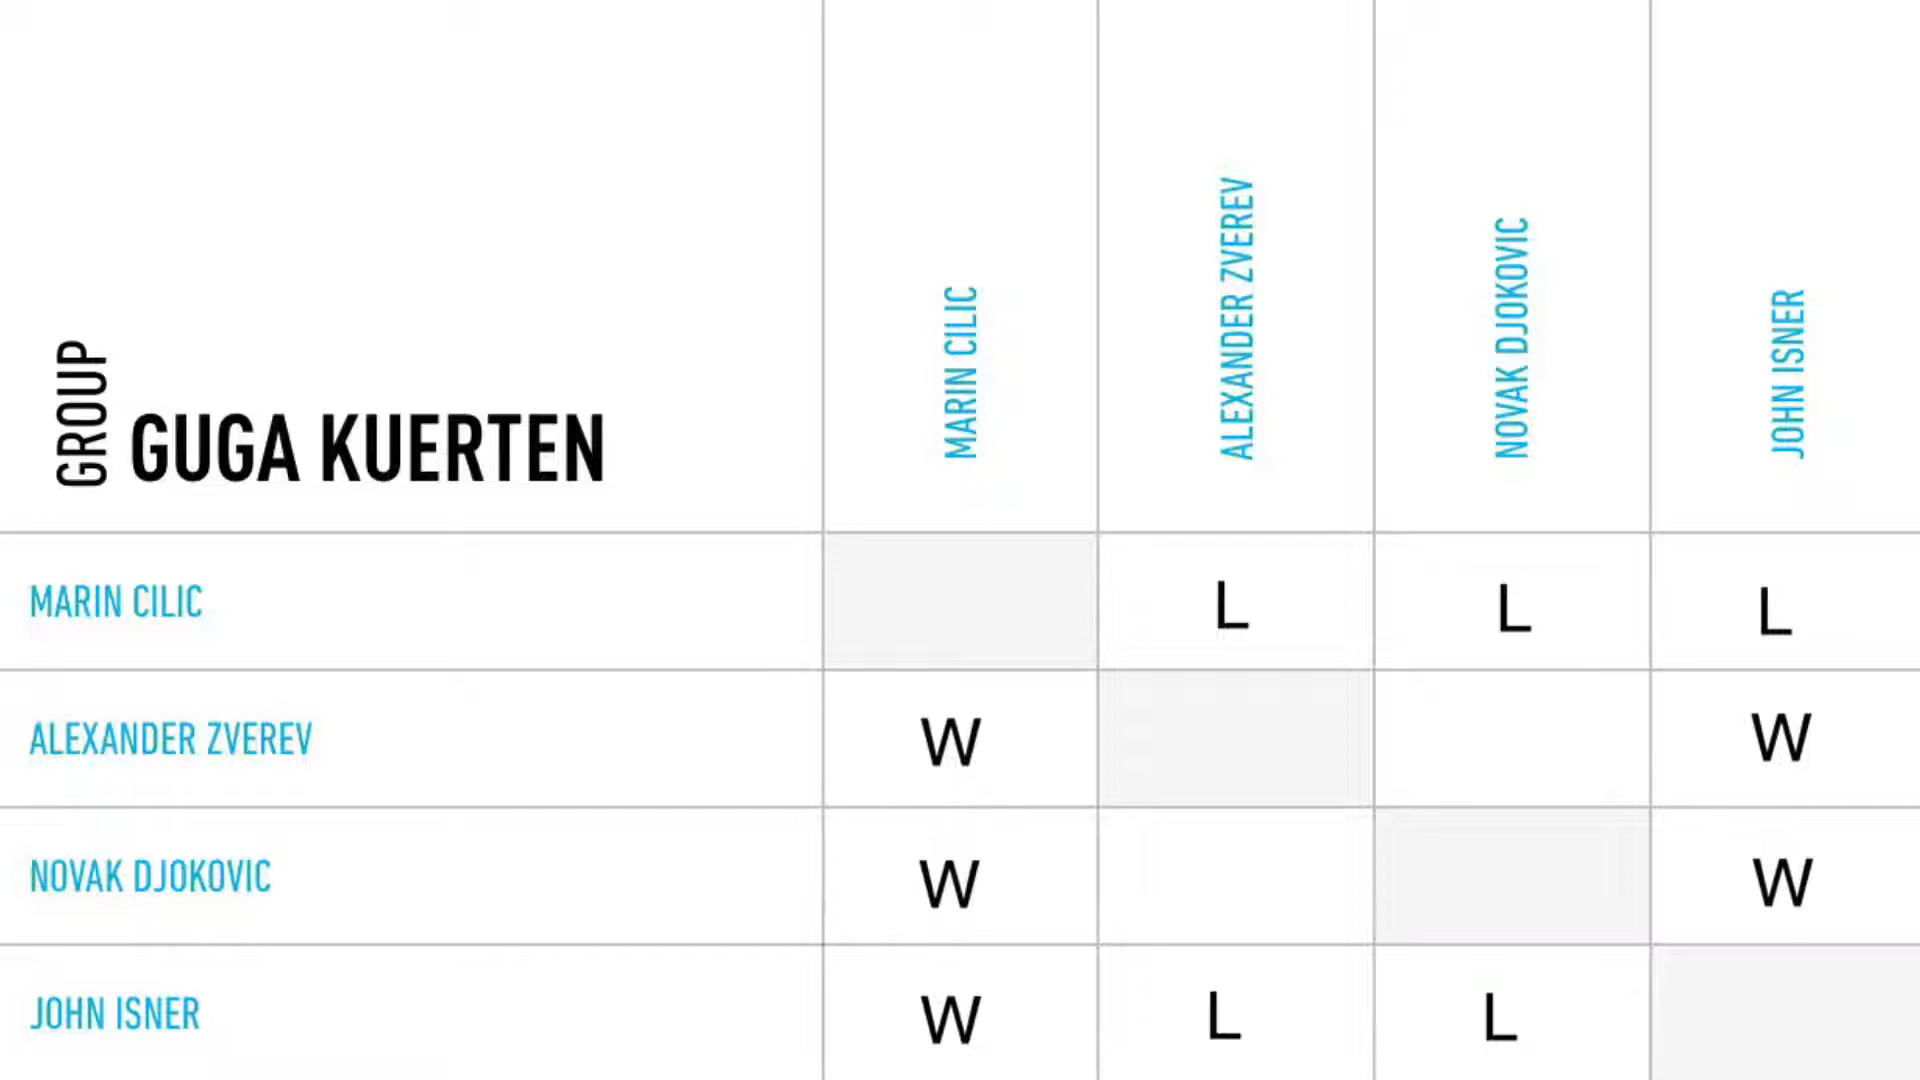 GROUP
GUGA KUERTEN
MARIN CILIC
ALEXANDER ZVEREV
NOVAK DJOKOVIC
JOHN ISNER
MARIN CILIC L L L
ALEXANDER ZVEREV W W
NOVAK DJOKOVIC W W
JOHN ISNER W L L